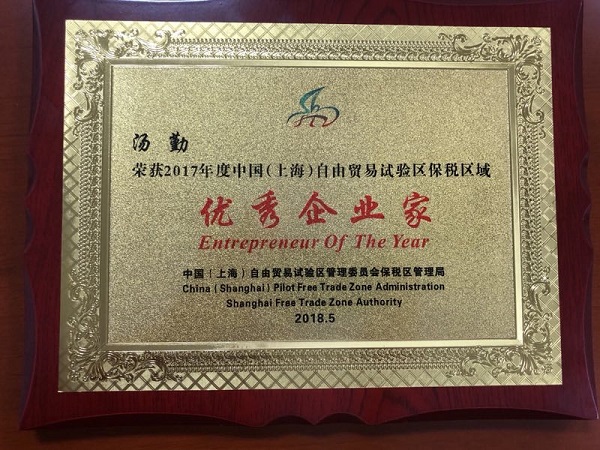 汤 勤
荣获2017年度中国(上海)自由贸易试验区保税区域
优秀企业家
Entrepreneur Of The Year
中国(上海)自由贸易试验区管理委员会保税区管理局
China (Shanghai) Pilot Free Trade Zone Administration
Shanghai Free Trade Zone Authority
2018.5